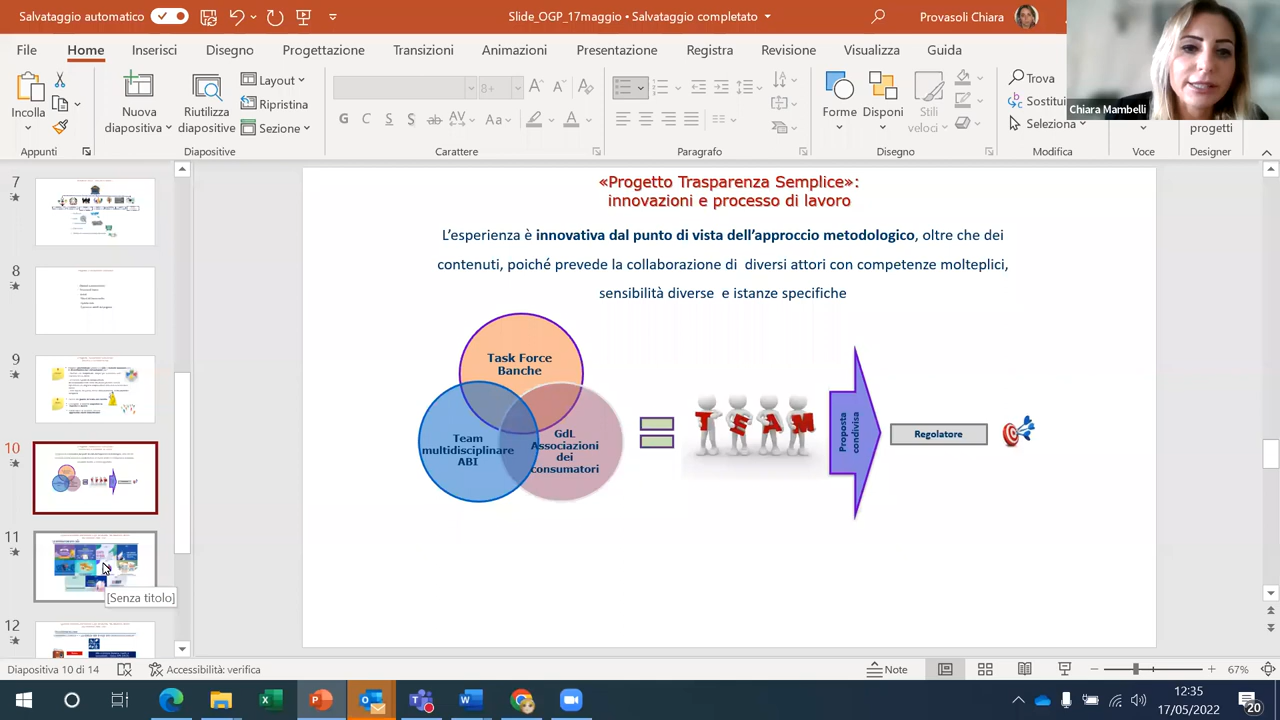 Salvataggio automatico
Slide_OGP_17maggio • Salvataggio completato
Provasoli Chiara
File
Home
Inserisci
Disegno
Progettazione
Transizioni
Animazioni
Presentazione
Registra
Revisione
Visualizza
Guida
Incolla
Nuova
diapositiva
Riutilizza
diapositive
Layout
Ripristina
Sezione
G
Aa
A
Forme
Disponi
Stili
veloci
Trova
Sostitui
Seleziona
progetti
Chiara Mambelli
Appunti
Diapositive
Carattere
Paragrafo
Disegno
Modifica
Voce
Designer
7
8
9
10
11
[Senza titolo]
12
«Progetto Trasparenza Semplice»:
innovazioni e processo di lavoro
L'esperienza è innovativa dal punto di vista dell'approccio metodologico, oltre che dei
contenuti, poiché prevede la collaborazione di diversi attori con competenze molteplici,
sensibilità diverse e istanze specifiche
Task Force
Banche
Team
multidisciplinare
ABI
GdL
Associazioni
dei
consumatori
TEAM
Proposta
condivisa
Regolatore
Diapositiva 10 di 14
Accessibilità: verifica
Note
67%
12:35
17/05/2022
20